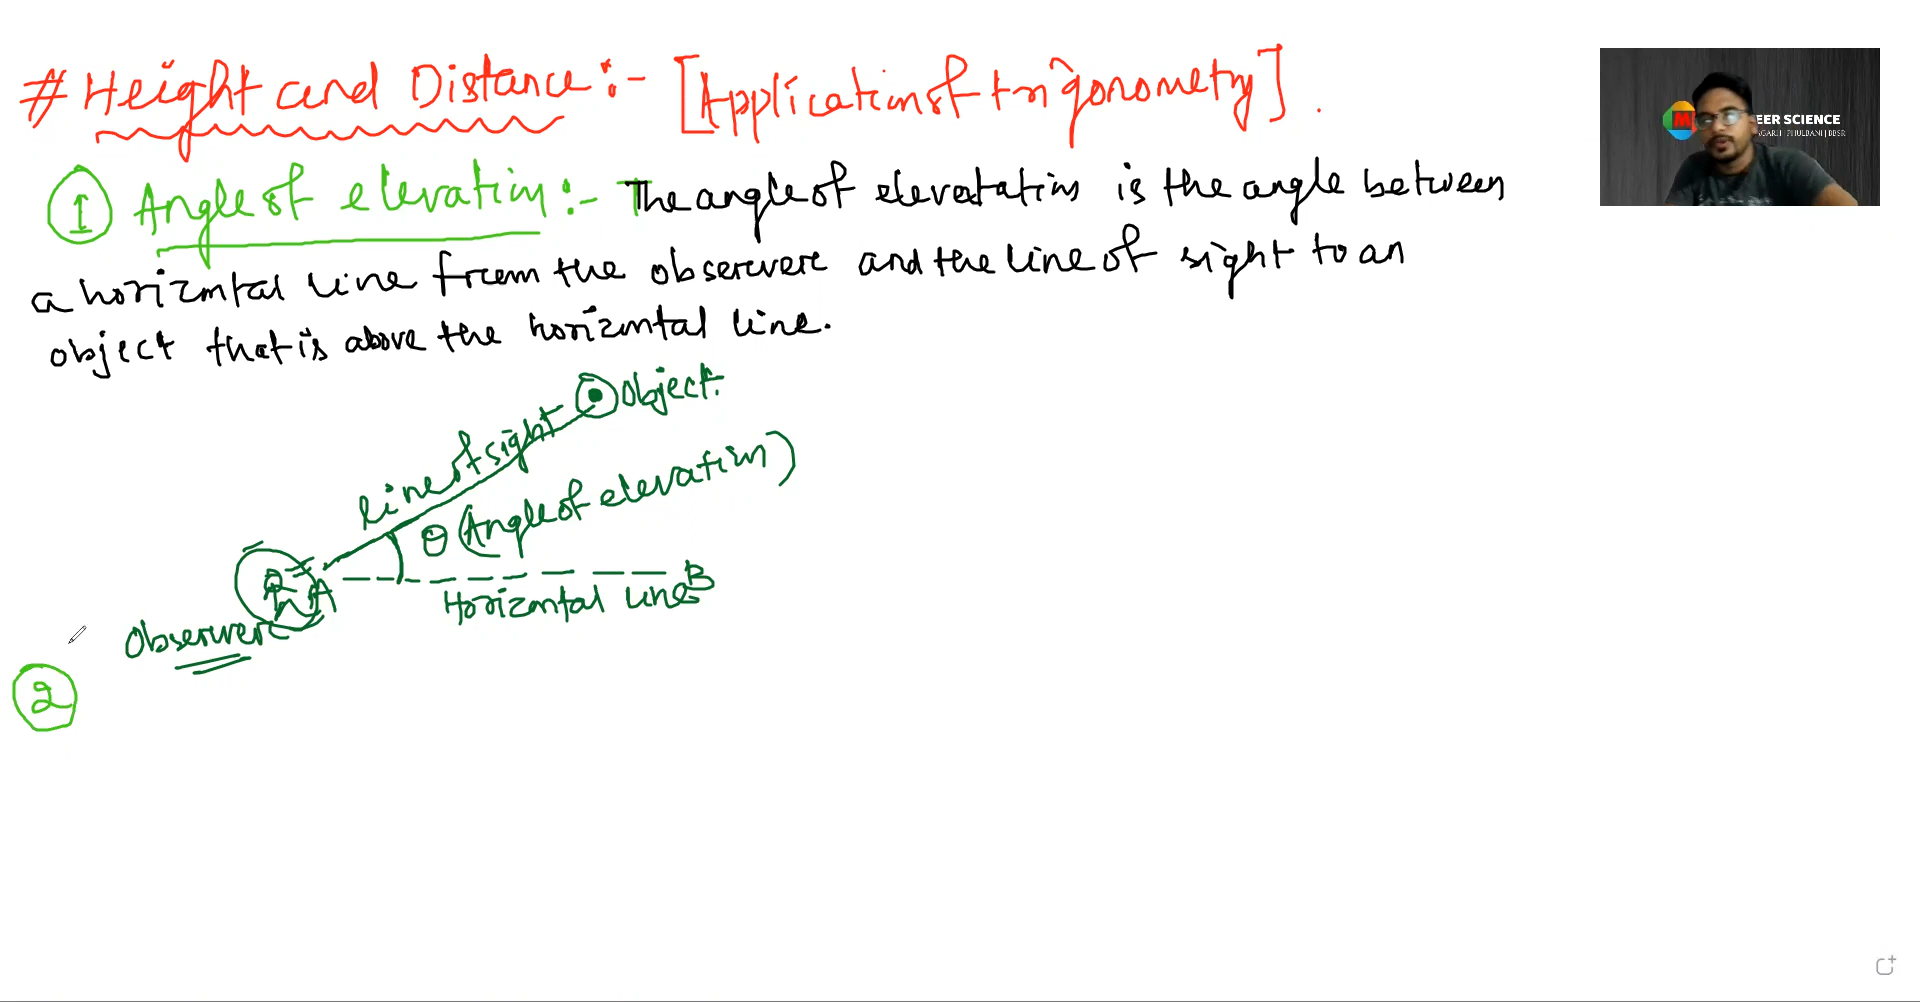 # Height and Distance :- [Application of trigonometry].
① Angle of elevation :- The angle of elevatation is the angle between
a horizontal line from the observere and the line of sight to an
object that is above the horizontal line.
object.
line of sight
θ (Angle of elevation)
A
B
Horizontal line
Observer
②
M
EER SCIENCE